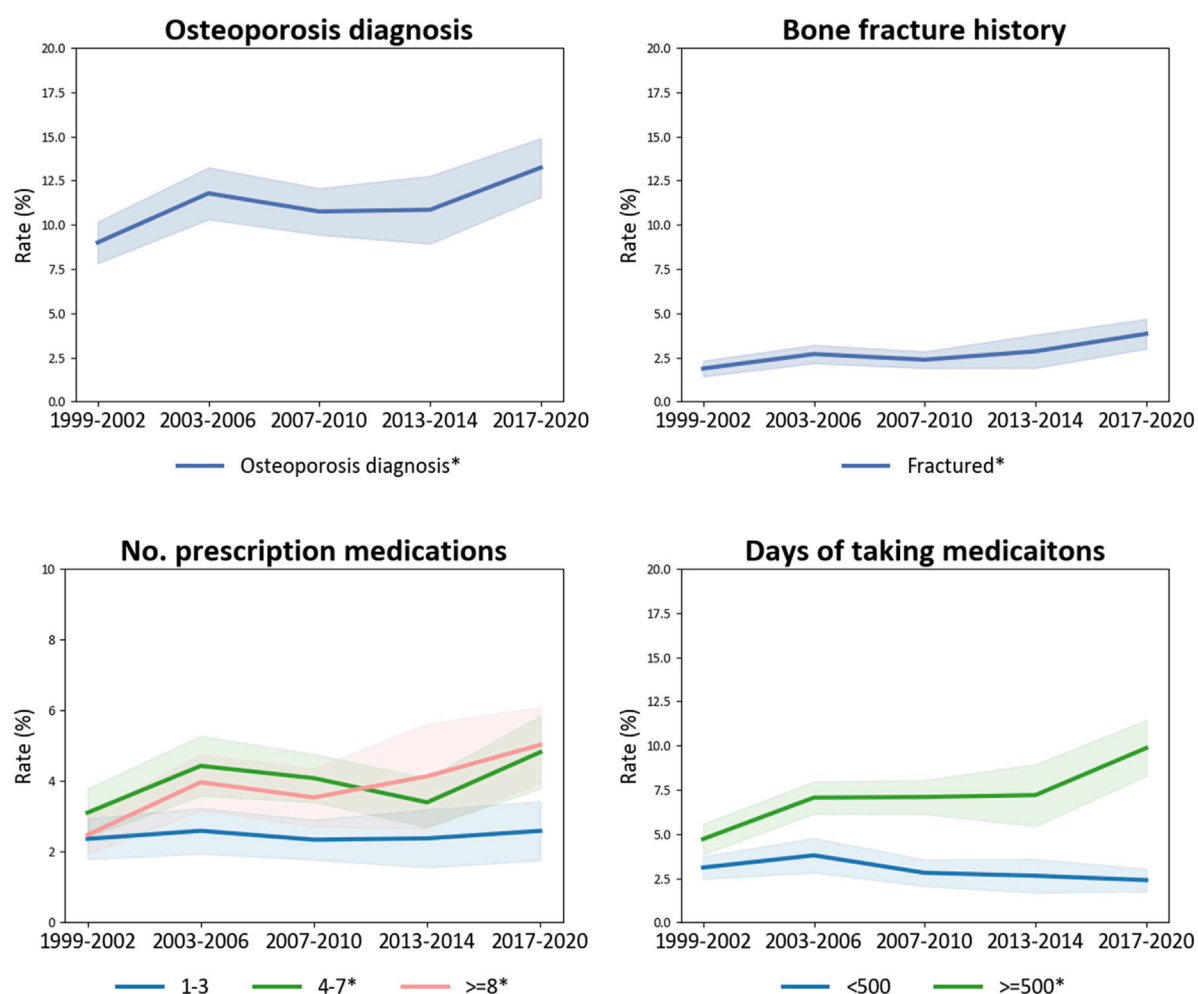 Osteoporosis diagnosis
20.0
17.5
15.0
12.5
10.0
7.5
5.0
2.5
0.0
Rate (%)
1999-2002 2003-2006 2007-2010 2013-2014 2017-2020
Osteoporosis diagnosis*
Bone fracture history
20.0
17.5
15.0
12.5
10.0
7.5
5.0
2.5
0.0
Rate (%)
1999-2002 2003-2006 2007-2010 2013-2014 2017-2020
Fractured*
No. prescription medications
10
8
6
4
2
0
Rate (%)
1999-2002 2003-2006 2007-2010 2013-2014 2017-2020
1-3 4-7* >=8*
Days of taking medicaitons
20.0
17.5
15.0
12.5
10.0
7.5
5.0
2.5
0.0
Rate (%)
1999-2002 2003-2006 2007-2010 2013-2014 2017-2020
<500 >=500*